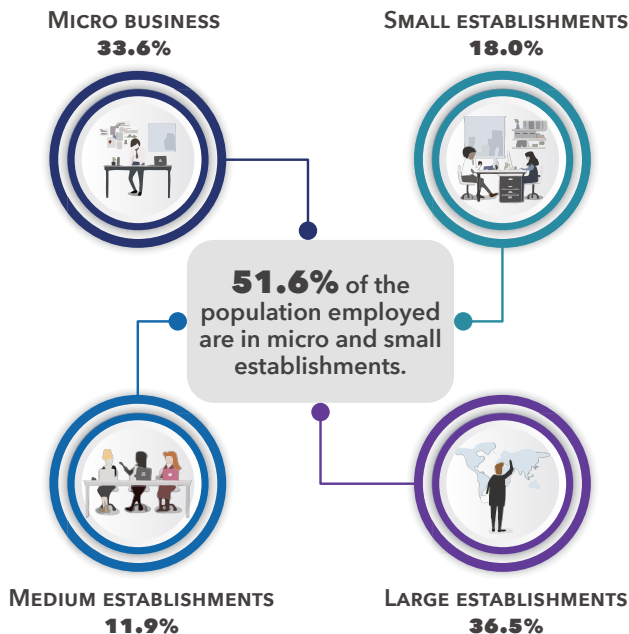 MICRO BUSINESS
33.6%
SMALL ESTABLISHMENTS
18.0%
51.6% of the
population employed
are in micro and small
establishments.
MEDIUM ESTABLISHMENTS
11.9%
LARGE ESTABLISHMENTS
36.5%